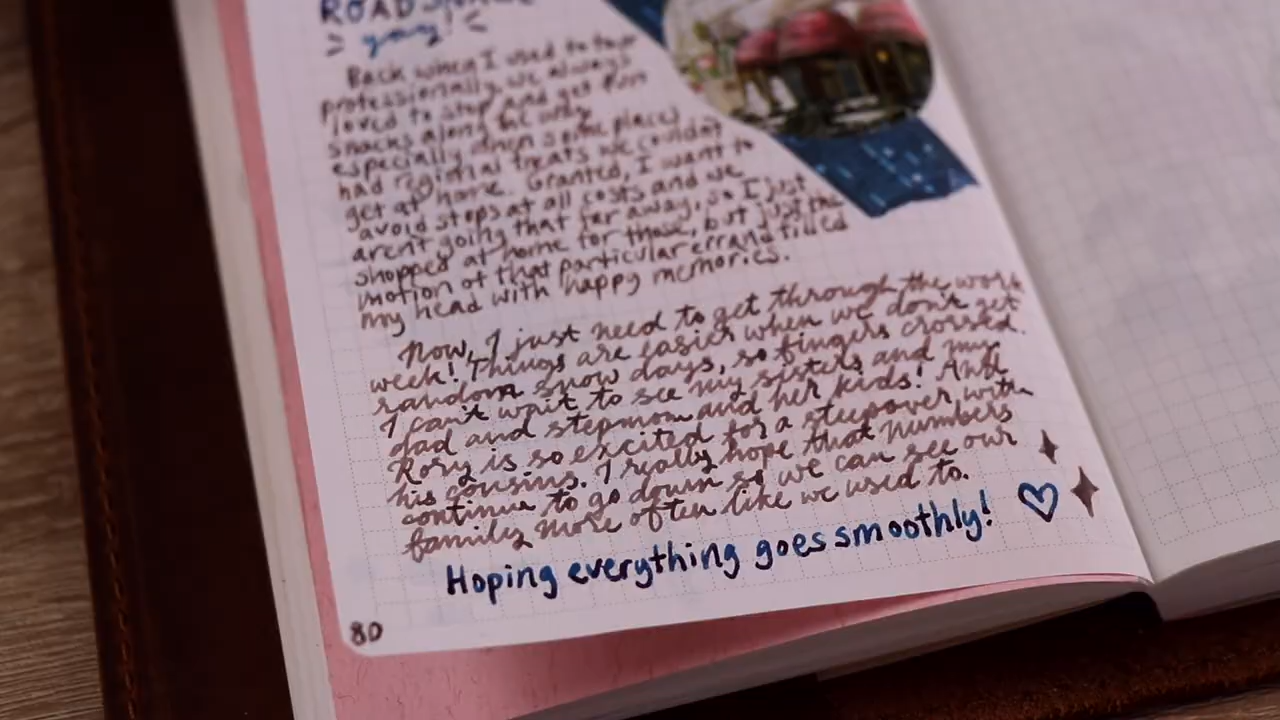 ROAD
yay!
Back when I used to tour
professionally, we always
loved to stop and get fun
snacks along the way,
especially when some places
had regional treats we couldn't
get at home. Granted, I want to
avoid stops at all costs and we
aren't going that far away, so I just
shopped at home for those, but just the
motion of that particular errand filled
my head with happy memories.
Now, I just need to get through the work
week! Things are easier when we don't get
random snow days, so fingers crossed.
I can't wait to see my sisters and my
dad and stepmom and her kids! And
Rory is so excited for a sleepover with
his cousins. I really hope that numbers
continue to go down so we can see our
family more often like we used to.
Hoping everything goes smoothly!
80